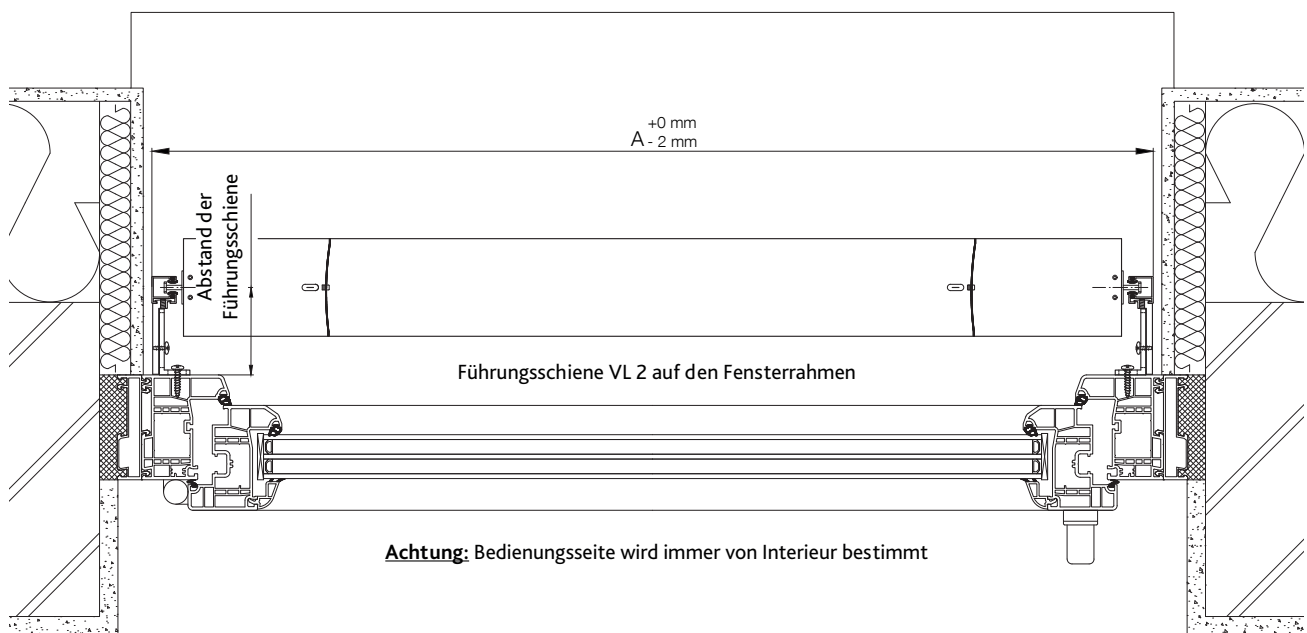 +0 mm
A - 2 mm
Abstand der
Führungsschiene
Führungsschiene VL 2 auf den Fensterrahmen
Achtung: Bedienungsseite wird immer von Interieur bestimmt